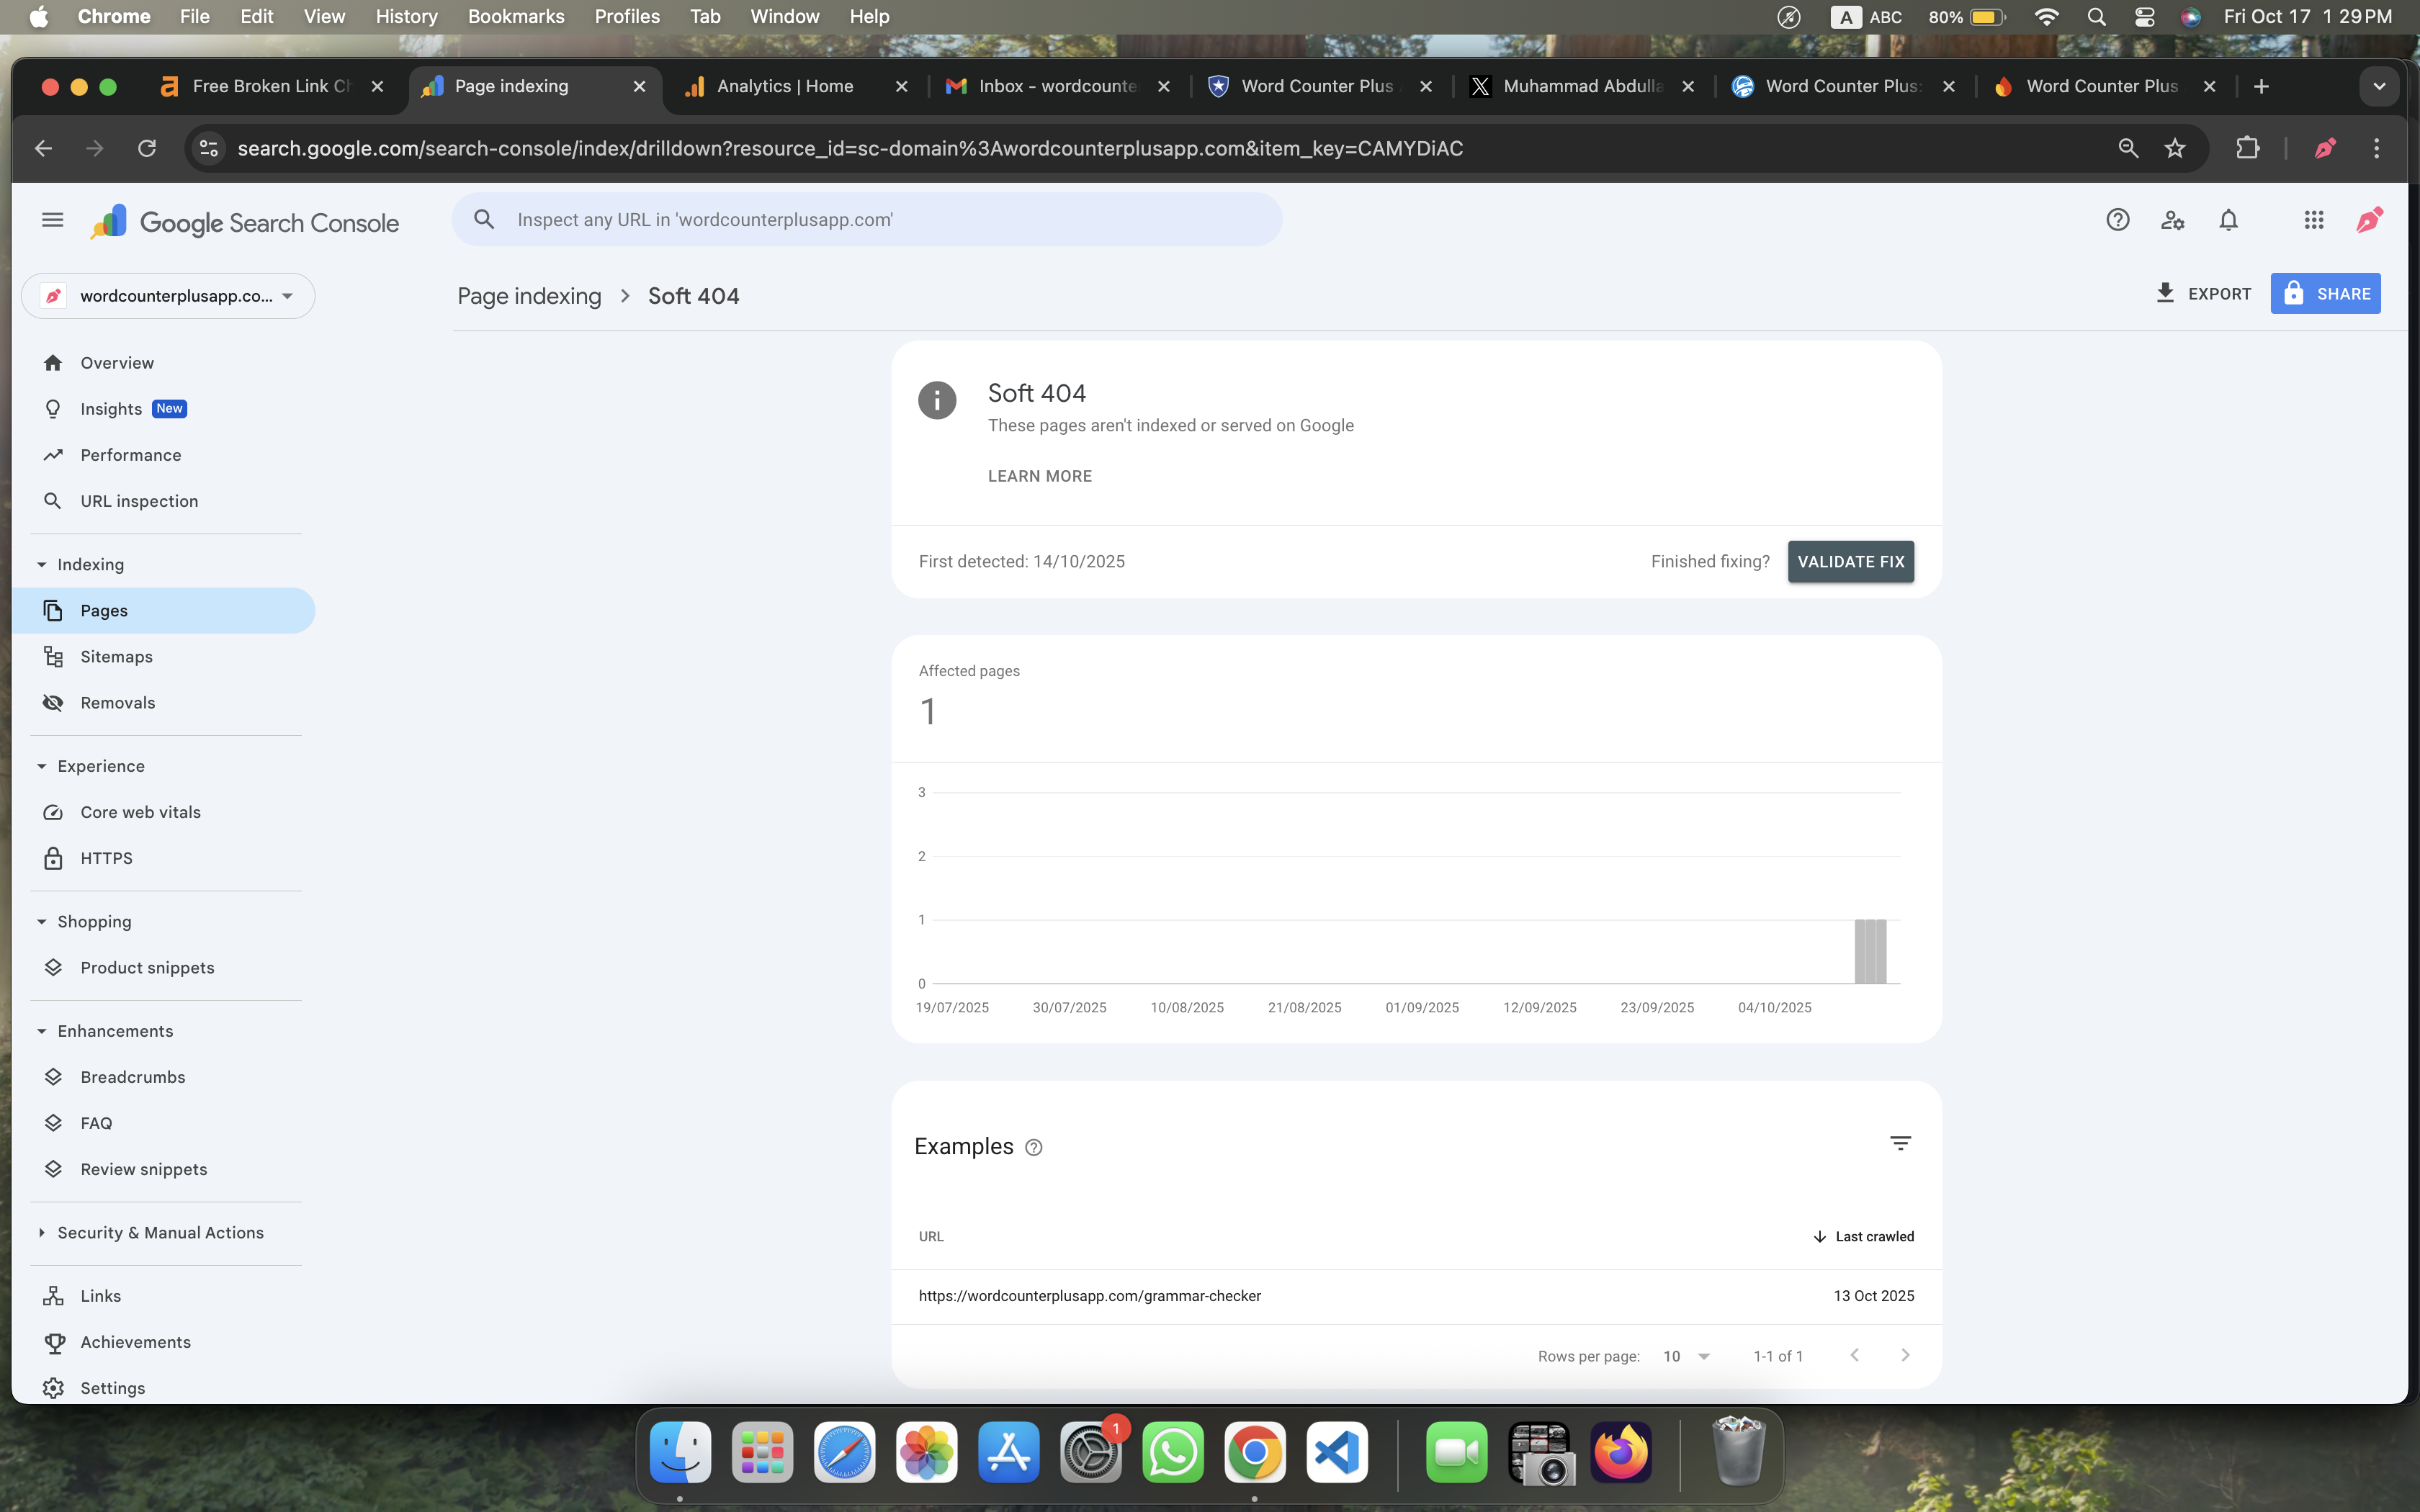 Chrome File Edit View History Bookmarks Profiles Tab Window Help A ABC 80% Fri Oct 17 1 29 PM
Free Broken Link Ch Page indexing Analytics | Home Inbox - wordcounte Word Counter Plus Muhammad Abdulla Word Counter Plus: Word Counter Plus
search.google.com/search-console/index/drilldown?resource_id=sc-domain%3Awordcounterplusapp.com&item_key=CAMYDiAC
Google Search Console
Inspect any URL in 'wordcounterplusapp.com'
wordcounterplusapp.co...
Page indexing > Soft 404
EXPORT
SHARE
Overview
Insights New
Performance
URL inspection
Indexing
Pages
Sitemaps
Removals
Experience
Core web vitals
HTTPS
Shopping
Product snippets
Enhancements
Breadcrumbs
FAQ
Review snippets
Security & Manual Actions
Links
Achievements
Settings
Soft 404
These pages aren't indexed or served on Google
LEARN MORE
First detected: 14/10/2025
Finished fixing? VALIDATE FIX
Affected pages
1
3
2
1
0
19/07/2025 30/07/2025 10/08/2025 21/08/2025 01/09/2025 12/09/2025 23/09/2025 04/10/2025
Examples
URL Last crawled
https://wordcounterplusapp.com/grammar-checker 13 Oct 2025
Rows per page: 10 1-1 of 1
1